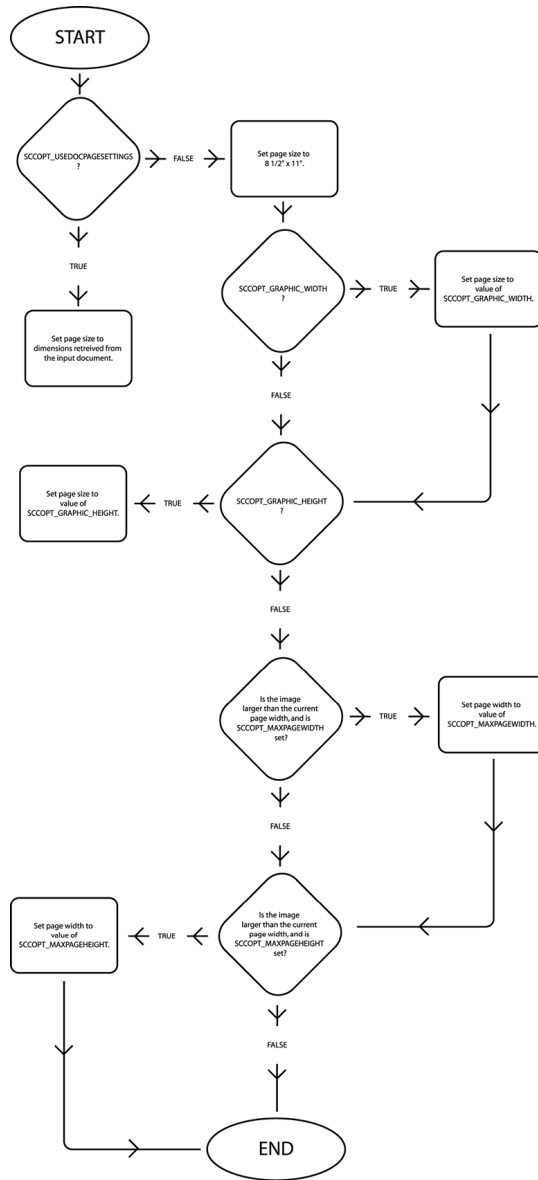 START
SCCOPT_USEDOCPAGESETTINGS
?
FALSE
Set page size to
8 1/2" x 11".
TRUE
Set page size to
dimensions retreived from
the input document.
SCCOPT_GRAPHIC_WIDTH
?
TRUE
Set page size to
value of
SCCOPT_GRAPHIC_WIDTH.
FALSE
Set page size to
value of
SCCOPT_GRAPHIC_HEIGHT.
TRUE
SCCOPT_GRAPHIC_HEIGHT
?
FALSE
Is the image
larger than the current
page width, and is
SCCOPT_MAXPAGEWIDTH
set?
TRUE
Set page width to
value of
SCCOPT_MAXPAGEWIDTH.
FALSE
Set page width to
value of
SCCOPT_MAXPAGEHEIGHT.
TRUE
Is the image
larger than the current
page width, and is
SCCOPT_MAXPAGEHEIGHT
set?
FALSE
END